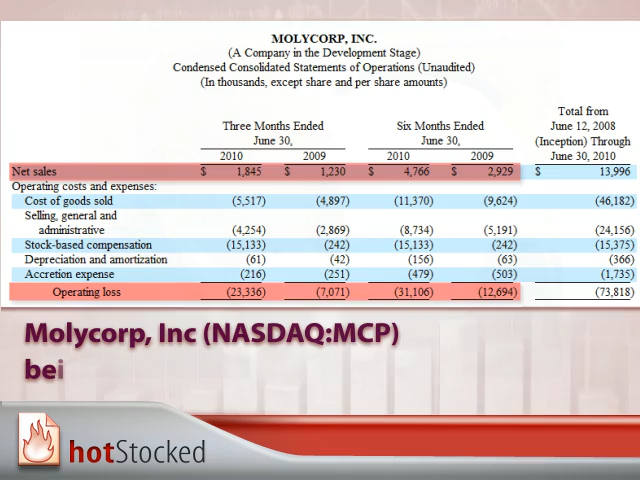 MOLYCORP, INC.
(A Company in the Development Stage)
Condensed Consolidated Statements of Operations (Unaudited)
(In thousands, except share and per share amounts)
Three Months Ended June 30, Six Months Ended June 30, Total from June 12, 2008 (Inception) Through June 30, 2010
2010 2009 2010 2009
Net sales $ 1,845 $ 1,230 $ 4,766 $ 2,929 $ 13,996
Operating costs and expenses:
Cost of goods sold (5,517) (4,897) (11,370) (9,624) (46,182)
Selling, general and
administrative (4,254) (2,869) (8,734) (5,191) (24,156)
Stock-based compensation (15,133) (242) (15,133) (242) (15,375)
Depreciation and amortization (61) (42) (156) (63) (366)
Accretion expense (216) (251) (479) (503) (1,735)
Operating loss (23,336) (7,071) (31,106) (12,694) (73,818)
Molycorp, Inc (NASDAQ:MCP)
bei
hotStocked